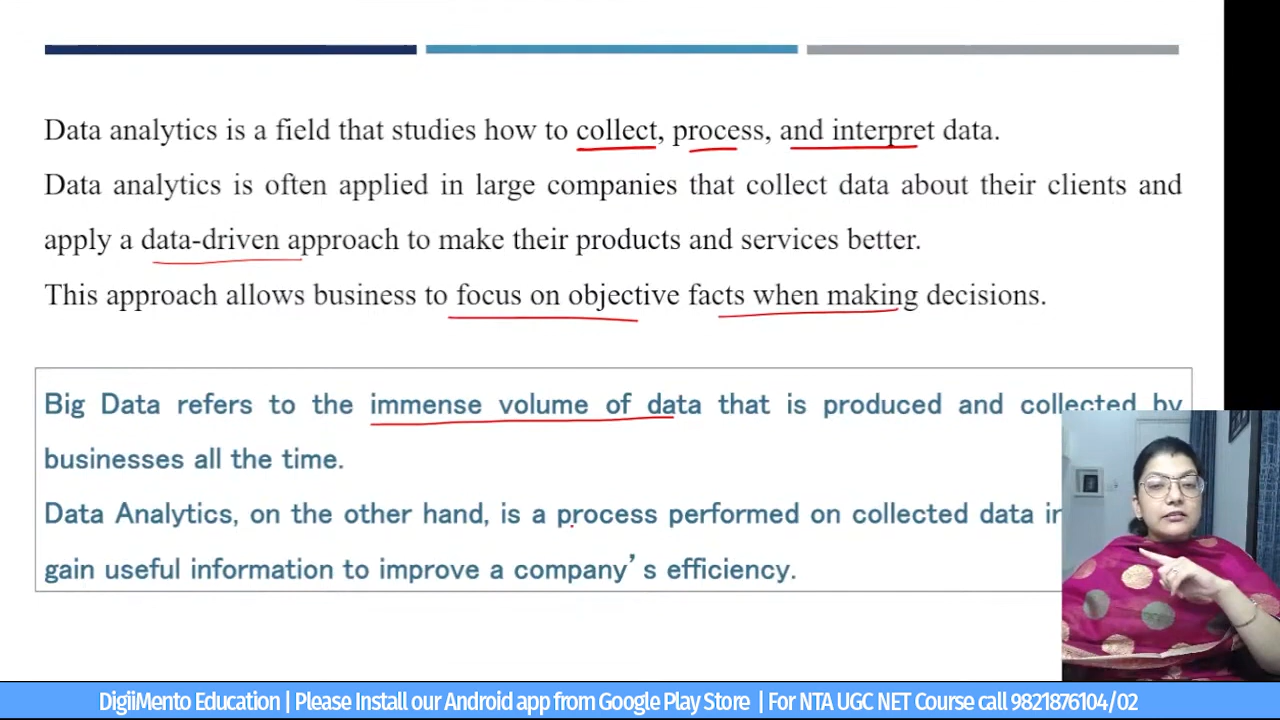 Data analytics is a field that studies how to collect, process, and interpret data.
Data analytics is often applied in large companies that collect data about their clients and
apply a data-driven approach to make their products and services better.
This approach allows business to focus on objective facts when making decisions.
Big Data refers to the immense volume of data that is produced and collected by
businesses all the time.
Data Analytics, on the other hand, is a process performed on collected data
gain useful information to improve a company's efficiency.
DigiiMento Education | Please Install our Android app from Google Play Store | For NTA UGC NET Course call 9821876104/02